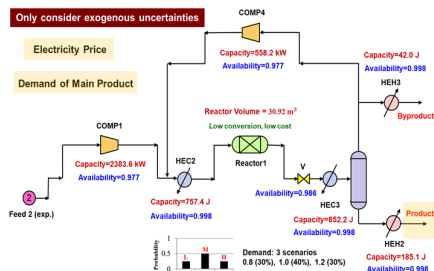 Only consider exogenous uncertainties
COMP4
Electricity Price
Capacity=558.2 kW
Availability=0.977
Capacity=42.0 J
Availability=0.998
Demand of Main Product
HEH3
Reactor Volume = 30.92 m³
Low conversion, low cost
Byproduct
COMP1
HEC2
Reactor1
V
Capacity=2383.6 kW
Availability=0.977
Availability=0.986
2
Feed 2 (exp.)
Capacity=757.4 J
Availability=0.998
HEC3
Product
Capacity=852.2 J
Availability=0.998
HEH2
Probability
1
0.5
0
L
M
H
Demand: 3 scenarios
0.8 (30%), 1.0 (40%), 1.2 (30%)
Capacity=185.1 J
Availability=0.998